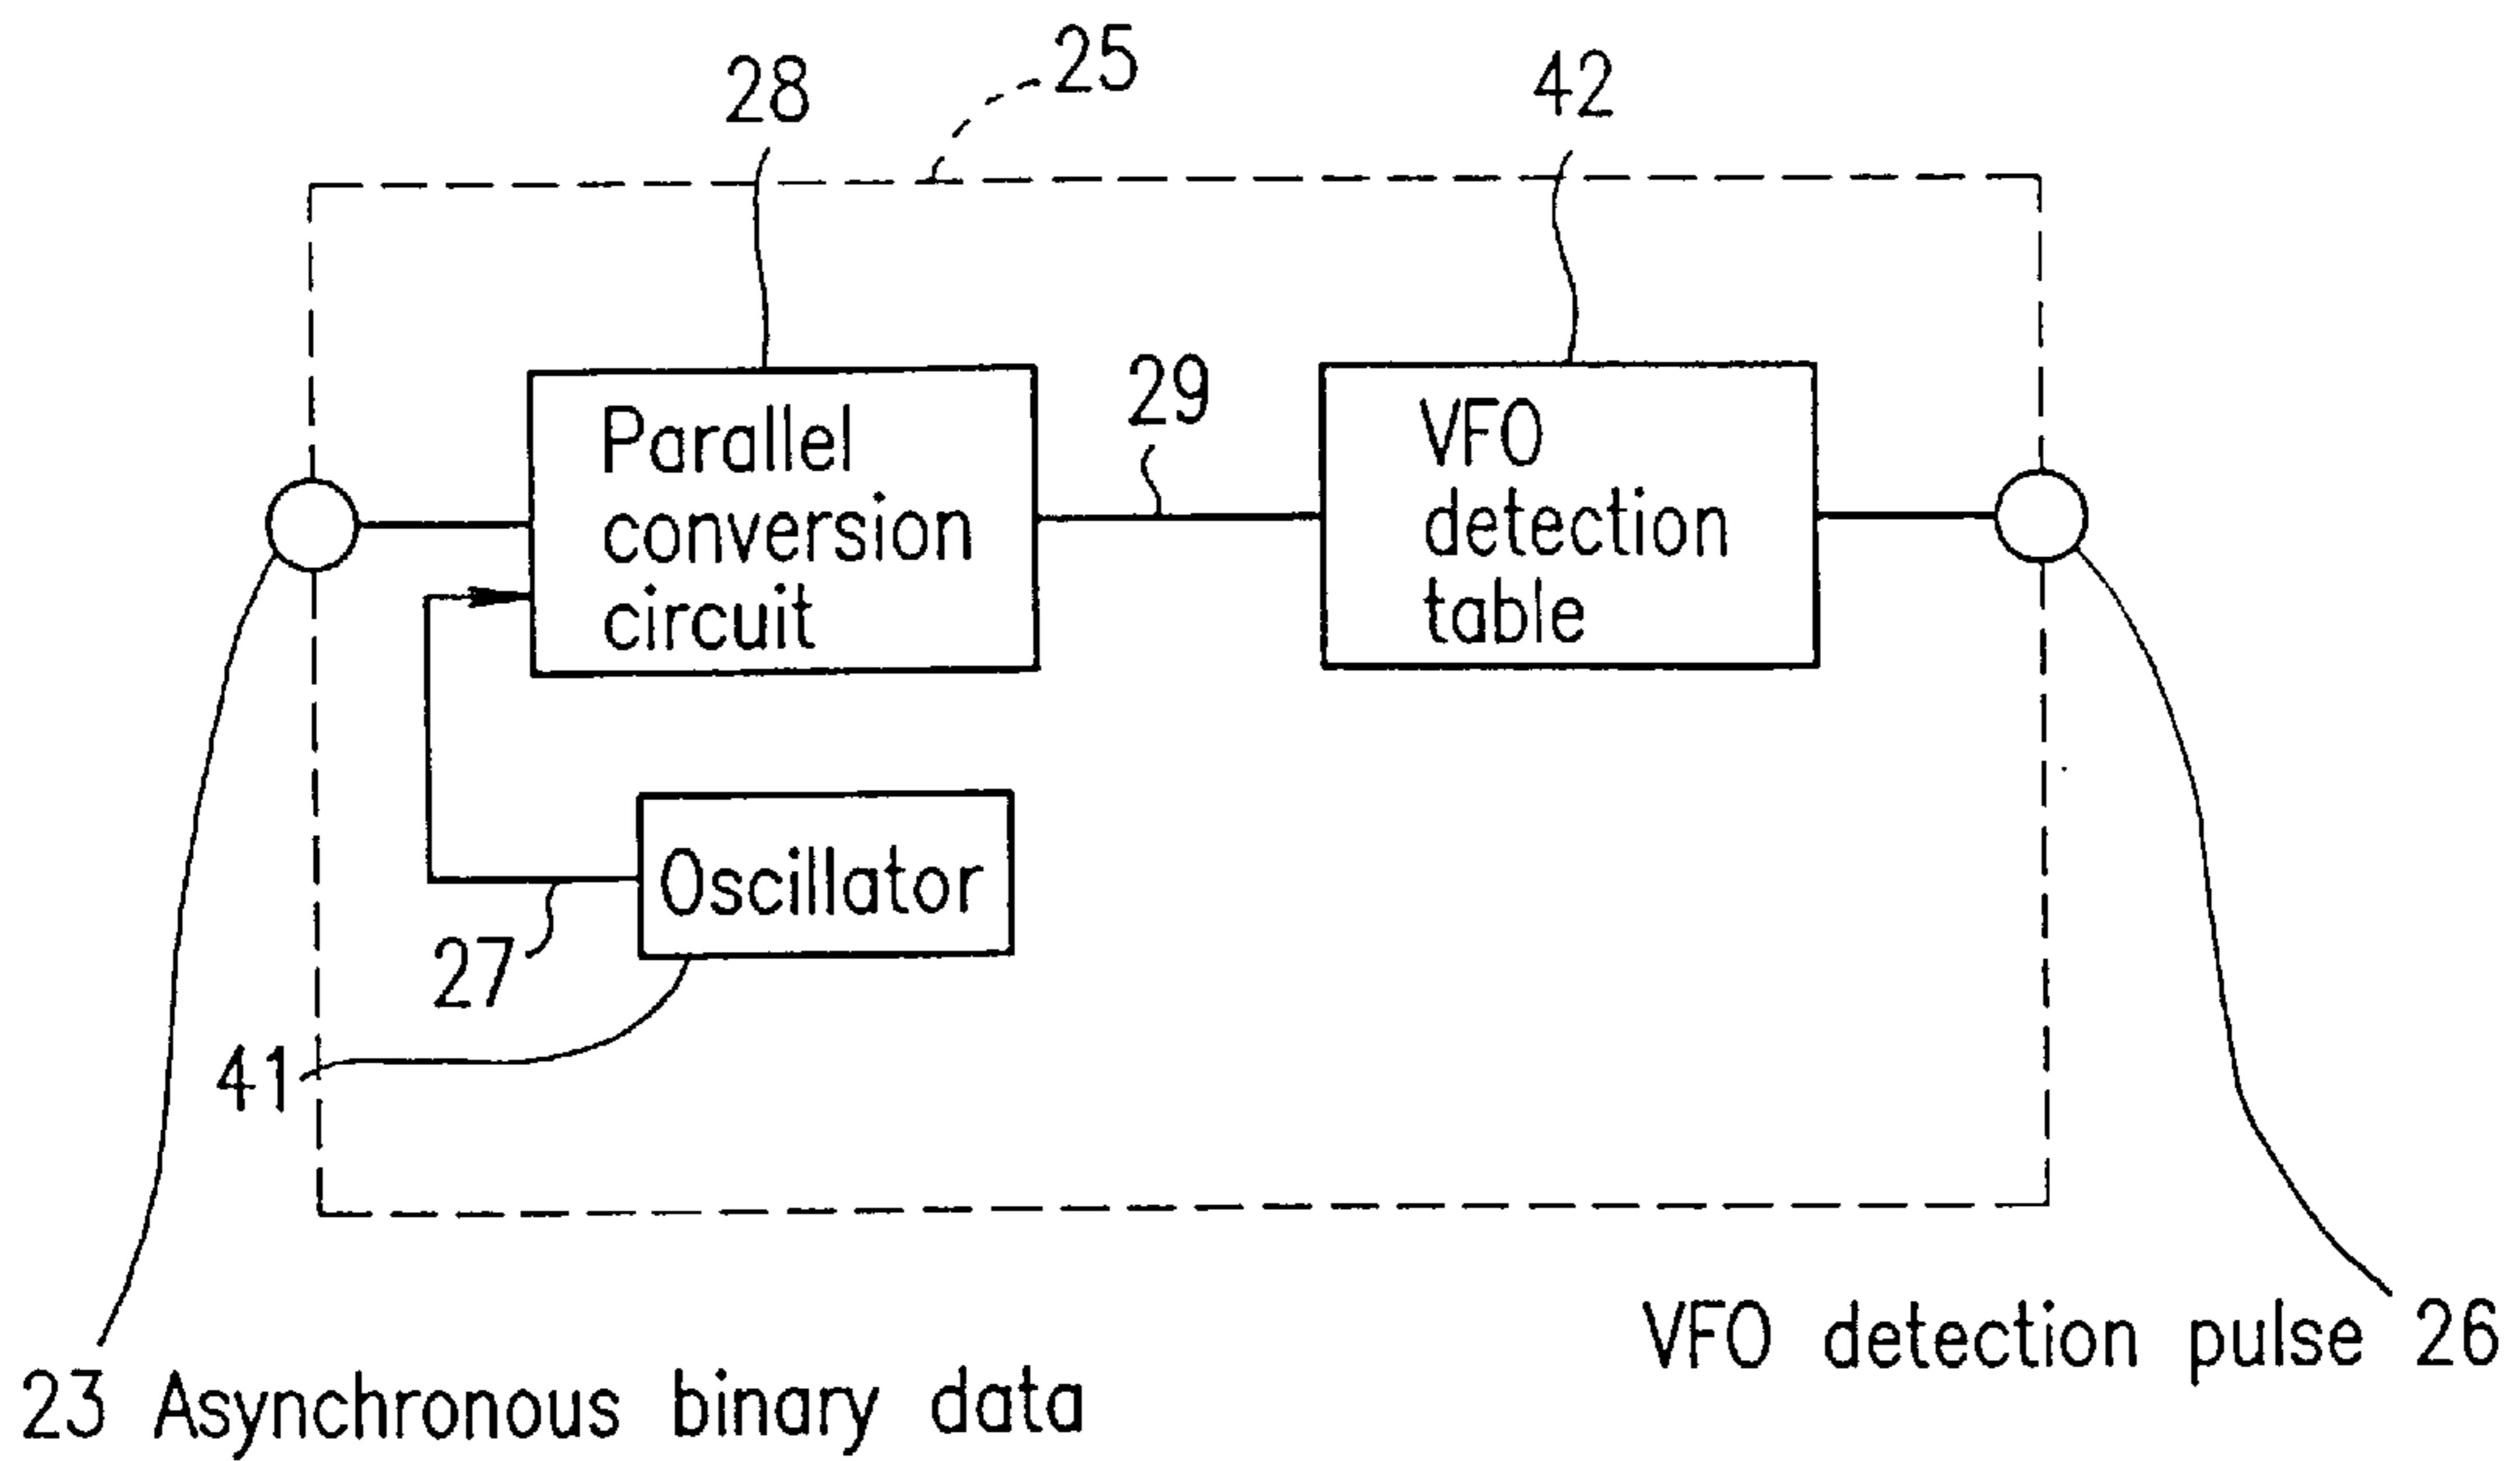 25
28
42
29
Parallel
conversion
circuit
VFO
detection
table
Oscillator
27
41
VFO detection pulse 26
23 Asynchronous binary data